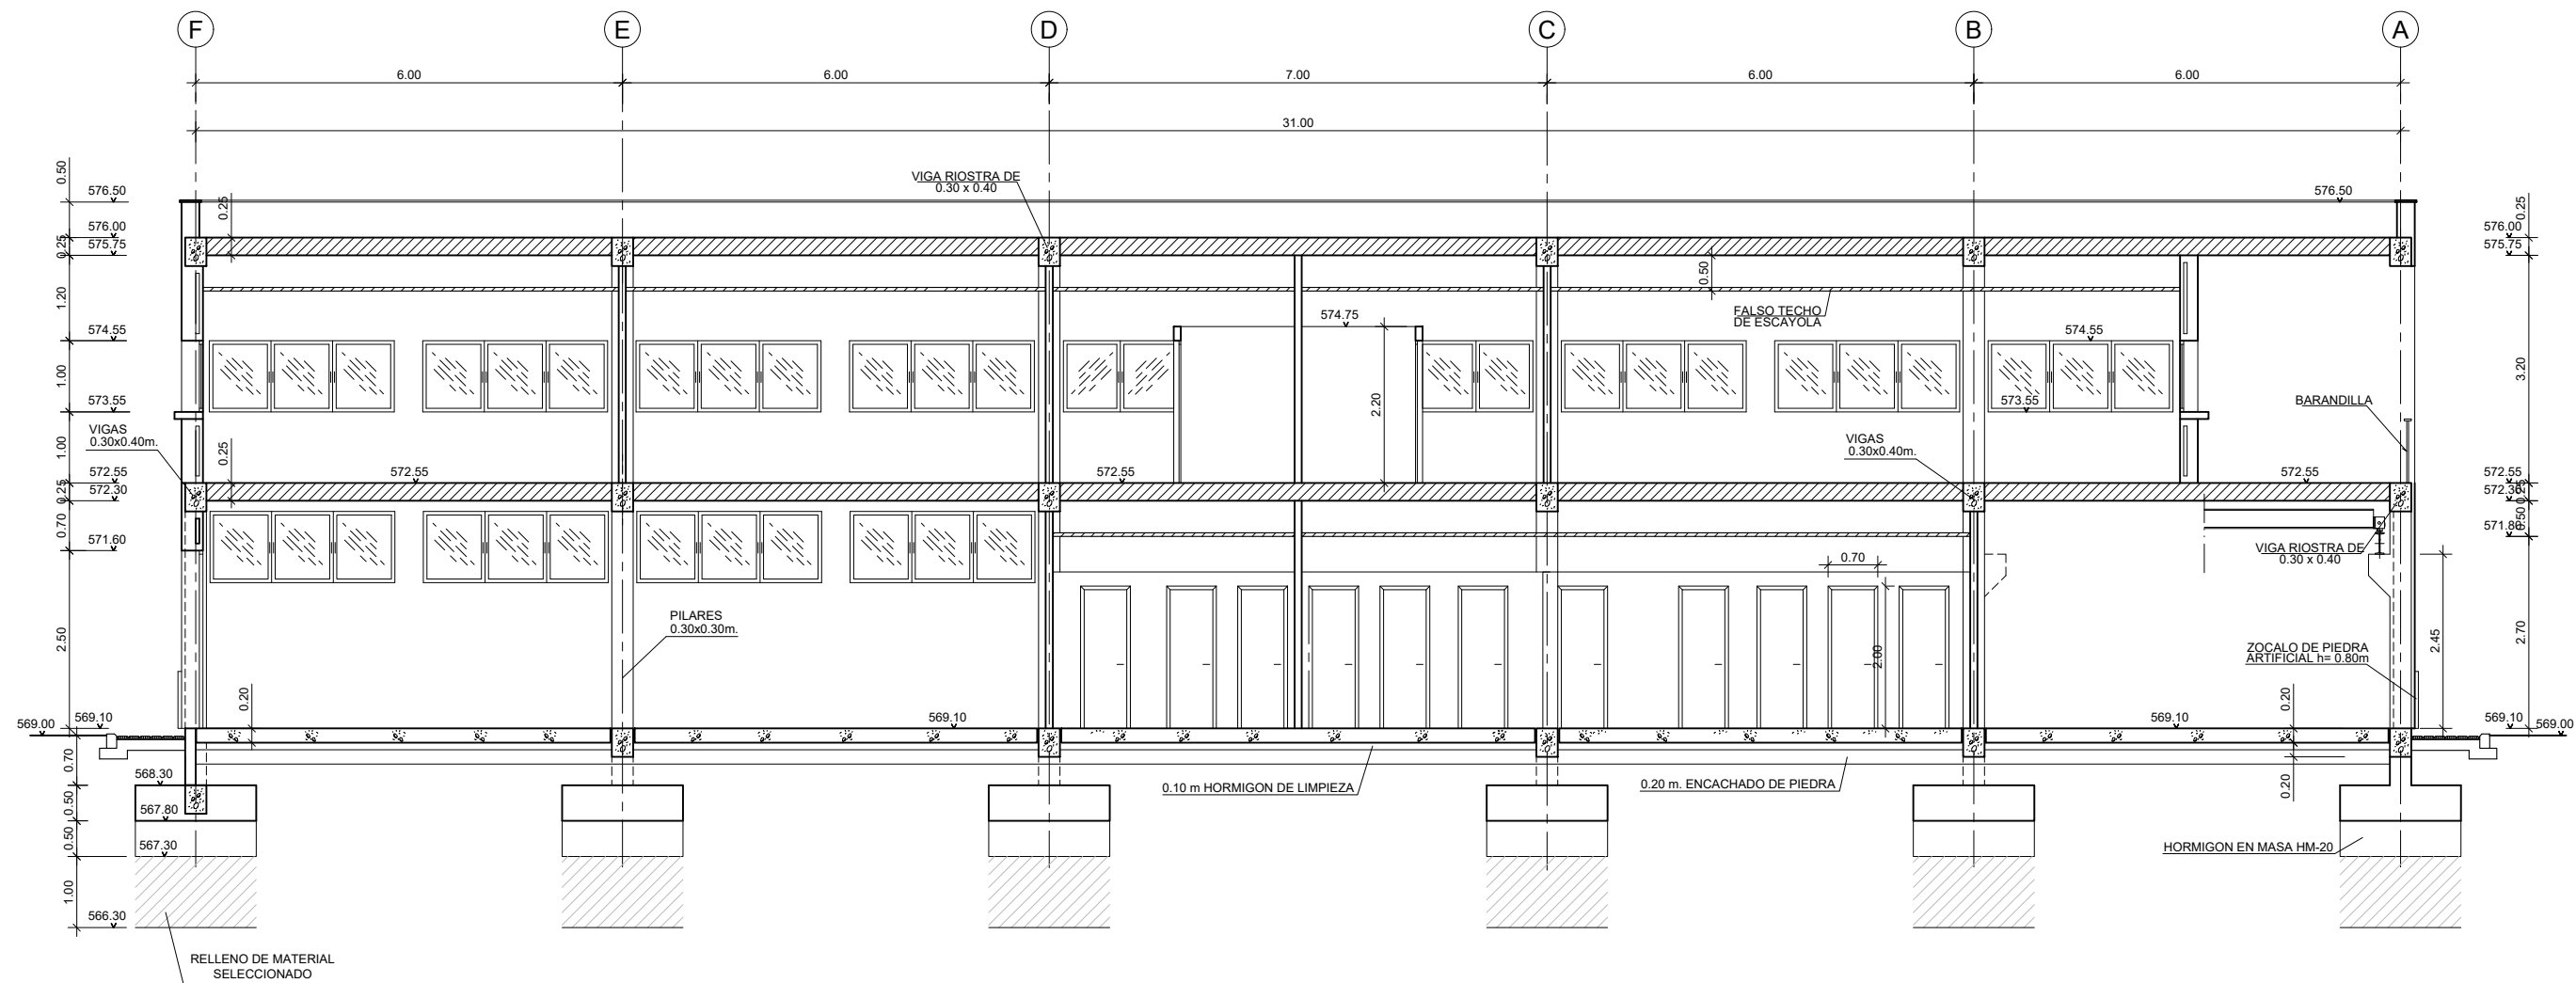 F E D C B A
6.00 6.00 7.00 6.00 6.00
31.00
0.50
VIGA RIOSTRA DE
0.30 x 0.40
576.50
576.50
0.25
0.25
576.00
575.75
0.25
576.00
575.75
0.50
1.20
FALSO TECHO
DE ESCAYOLA
574.75
574.55
574.55
1.00
2.20
3.20
573.55
573.55
BARANDILLA
VIGAS
0.30x0.40m.
1.00
0.25
VIGAS
0.30x0.40m.
572.55
572.55
572.55
572.55
572.55
0.25
572.30
572.30
0.25
0.70
0.50
571.80
571.60
VIGA RIOSTRA DE
0.30 x 0.40
0.70
PILARES
0.30x0.30m.
2.50
2.00
2.45
2.70
ZOCALO DE PIEDRA
ARTIFICIAL h= 0.80m
0.20
0.20
569.00
569.10
569.10
569.10
569.10
569.00
0.70
568.30
0.10 m HORMIGON DE LIMPIEZA
0.20 m. ENCACHADO DE PIEDRA
0.20
0.50
567.80
0.50
567.30
HORMIGON EN MASA HM-20
1.00
566.30
RELLENO DE MATERIAL
SELECCIONADO